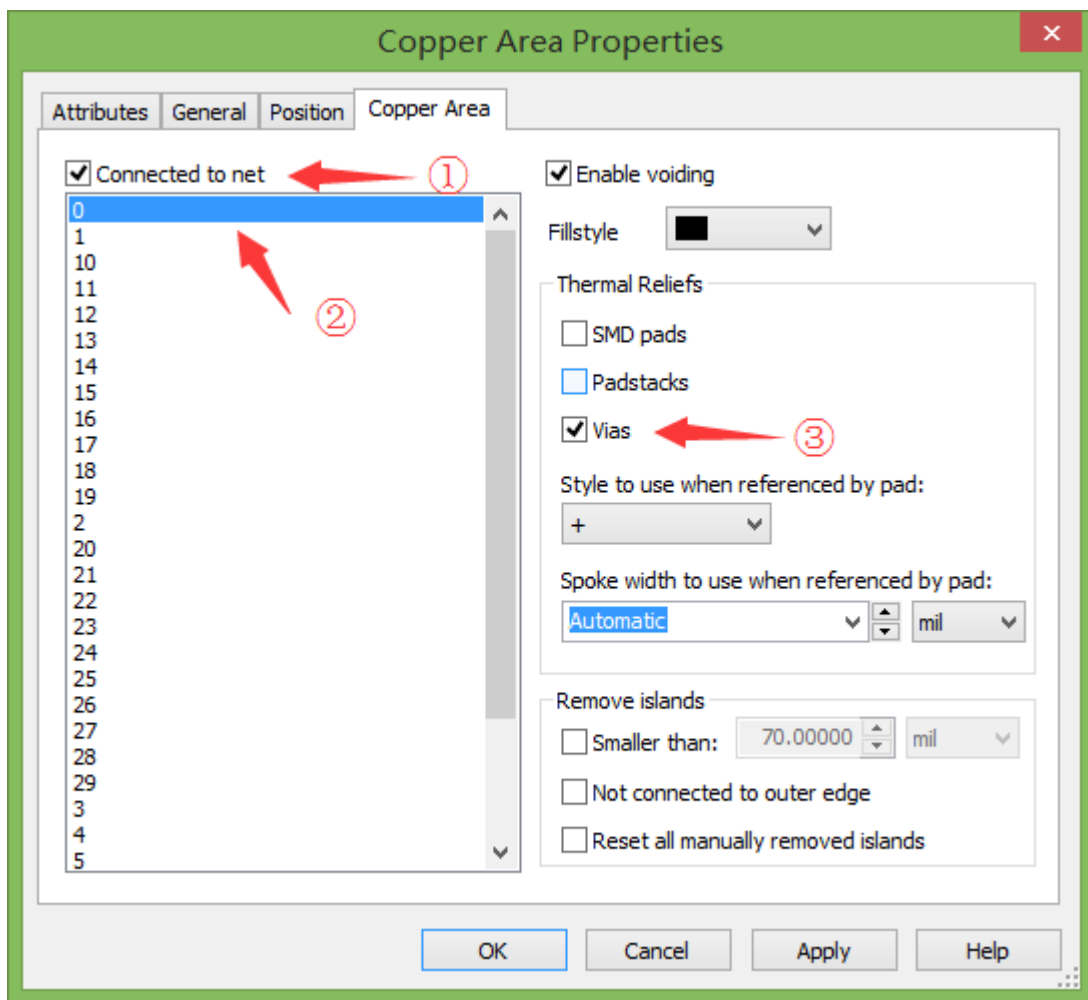 Copper Area Properties
Attributes General Position Copper Area
Connected to net ①
0
②
1
10
11
12
13
14
15
16
17
18
19
2
20
21
22
23
24
25
26
27
28
29
3
4
5
Enable voiding
Fillstyle
Thermal Reliefs
SMD pads
Padstacks
Vias ③
Style to use when referenced by pad:
+
Spoke width to use when referenced by pad:
Automatic mil
Remove islands
Smaller than: 70.00000 mil
Not connected to outer edge
Reset all manually removed islands
OK Cancel Apply Help